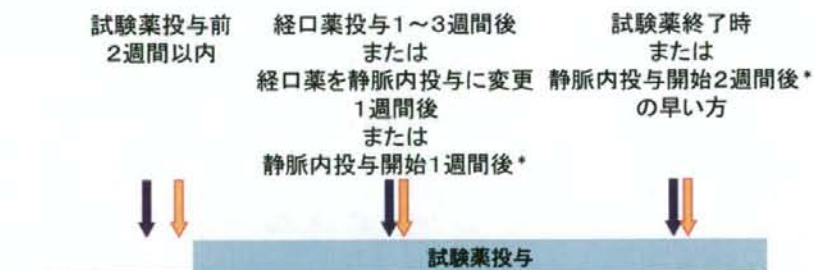 試験薬投与前
2週間以内
経口薬投与1～3週間後
または
経口薬を静脈内投与に変更
1週間後
または
静脈内投与開始1週間後*
試験薬終了時
または
静脈内投与開始2週間後*
の早い方
試験薬投与